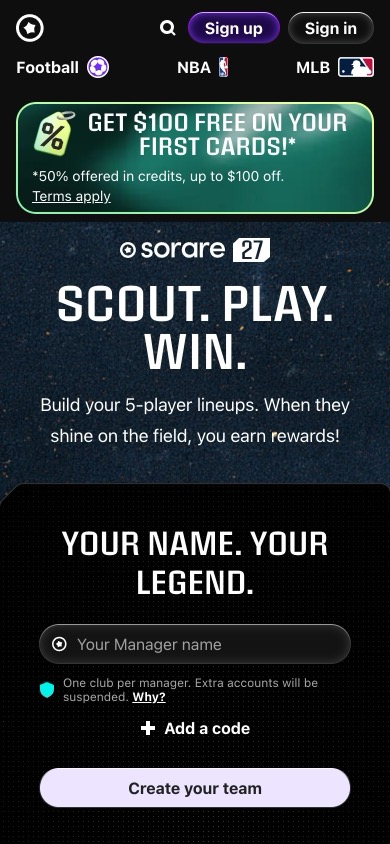 Sign up
Sign in
Football
NBA
MLB
%
GET $100 FREE ON YOUR
FIRST CARDS!*
*50% offered in credits, up to $100 off.
Terms apply
sorare 27
SCOUT. PLAY.
WIN.
Build your 5-player lineups. When they
shine on the field, you earn rewards!
YOUR NAME. YOUR
LEGEND.
Your Manager name
One club per manager. Extra accounts will be
suspended. Why?
Add a code
Create your team